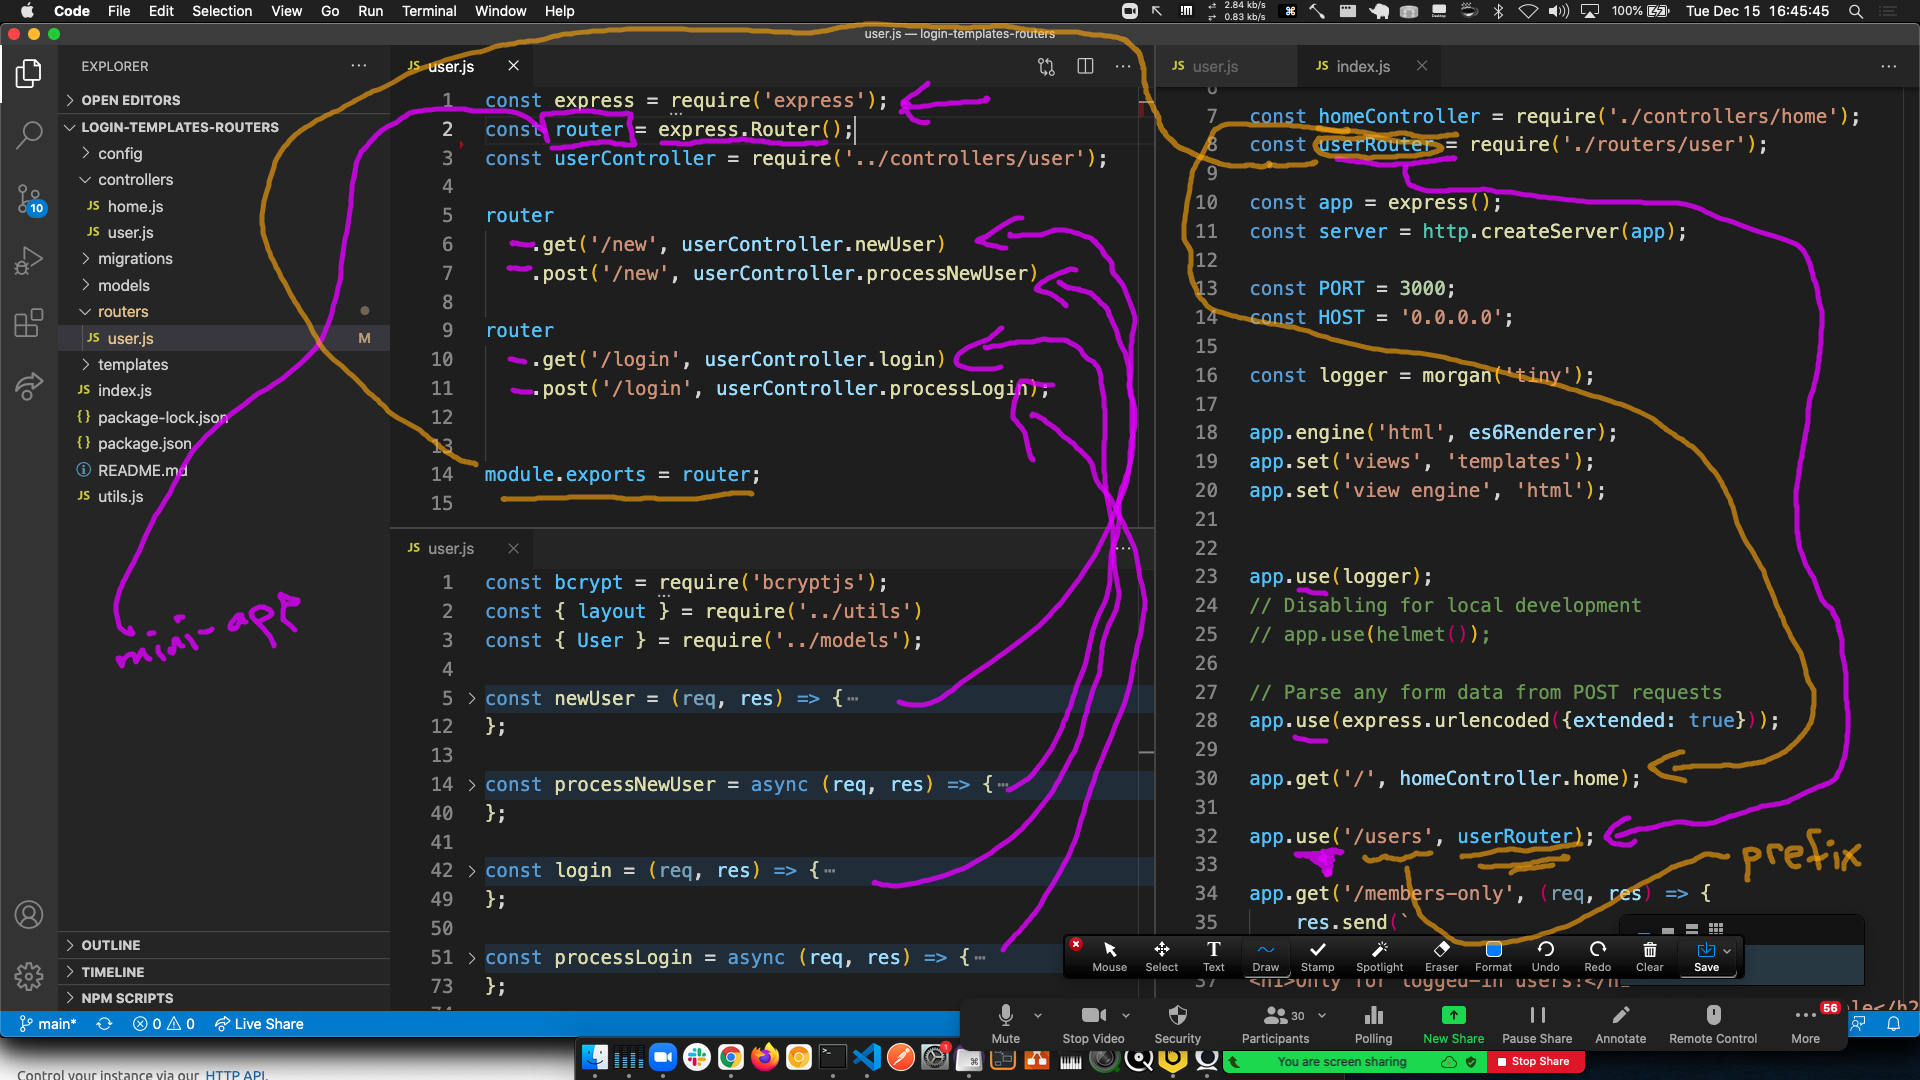 Code File Edit Selection View Go Run Terminal Window Help
2.84 kb/s
0.83 kb/s
100% Tue Dec 15 16:45:45
user.js — login-templates-routers
EXPLORER
OPEN EDITORS
LOGIN-TEMPLATES-ROUTERS
config
controllers
JS home.js
JS user.js
migrations
models
routers
JS user.js M
templates
JS index.js
{} package-lock.json
{} package.json
README.md
JS utils.js
mini-app
OUTLINE
TIMELINE
NPM SCRIPTS
10
JS user.js
1 const express = require('express');
2 const router = express.Router();
3 const userController = require('../controllers/user');
4
5 router
6 .get('/new', userController.newUser)
7 .post('/new', userController.processNewUser)
8
9 router
10 .get('/login', userController.login)
11 .post('/login', userController.processLogin);
12
13
14 module.exports = router;
15
JS user.js
1 const bcrypt = require('bcryptjs');
2 const { layout } = require('../utils')
3 const { User } = require('../models');
4
5 const newUser = (req, res) => {…
12 };
13
14 const processNewUser = async (req, res) => {…
40 };
41
42 const login = (req, res) => {…
49 };
50
51 const processLogin = async (req, res) => {…
73 };
JS user.js JS index.js
7 const homeController = require('./controllers/home');
8 const userRouter = require('./routers/user');
9
10 const app = express();
11 const server = http.createServer(app);
12
13 const PORT = 3000;
14 const HOST = '0.0.0.0';
15
16 const logger = morgan('tiny');
17
18 app.engine('html', es6Renderer);
19 app.set('views', 'templates');
20 app.set('view engine', 'html');
21
22
23 app.use(logger);
24 // Disabling for local development
25 // app.use(helmet());
26
27 // Parse any form data from POST requests
28 app.use(express.urlencoded({extended: true}));
29
30 app.get('/', homeController.home);
31
32 app.use('/users', userRouter);
33
prefix
34 app.get('/members-only', (req, res) => {
35 res.send(`
37 <h1>Only for logged-in users!</h1
Mouse Select Text Draw Stamp Spotlight Eraser Format Undo Redo Clear Save
main* 0 0 Live Share
Mute Stop Video Security Participants 30 Polling New Share Pause Share Annotate Remote Control More 56
le</h2
You are screen sharing Stop Share
1
Control your instance via our HTTP API.